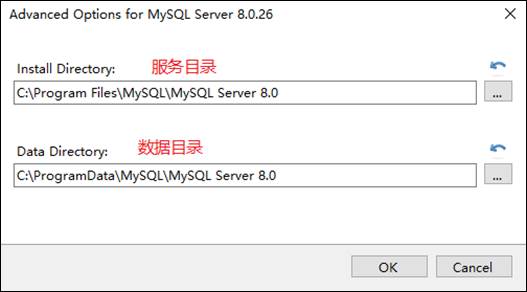 Advanced Options for MySQL Server 8.0.26
Install Directory: 服务目录
C:\Program Files\MySQL\MySQL Server 8.0
...
Data Directory: 数据目录
C:\ProgramData\MySQL\MySQL Server 8.0
...
OK Cancel